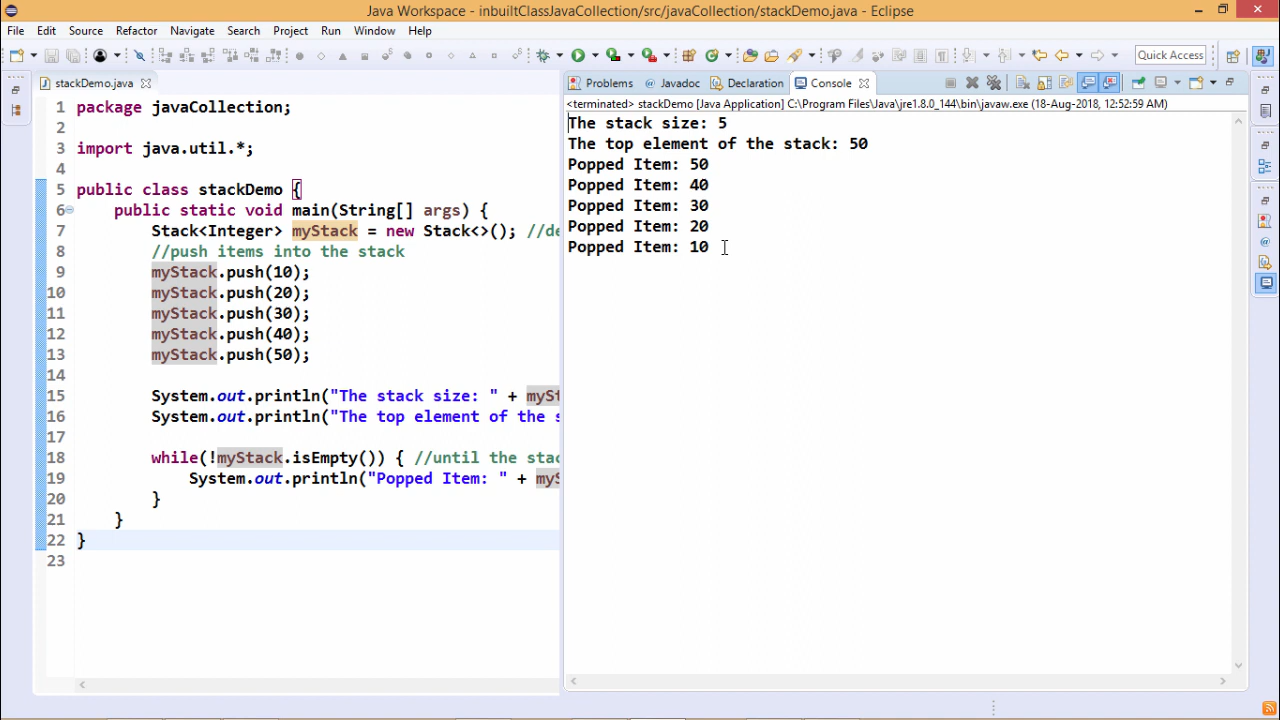 Java Workspace - inbuiltClassJavaCollection/src/javaCollection/stackDemo.java - Eclipse
File Edit Source Refactor Navigate Search Project Run Window Help
Quick Access
stackDemo.java
Problems Javadoc Declaration Console
<terminated> stackDemo [Java Application] C:\Program Files\Java\jre1.8.0_144\bin\javaw.exe (18-Aug-2018, 12:52:59 AM)
1 package javaCollection;
2
3 import java.util.*;
4
5 public class stackDemo {
6 public static void main(String[] args) {
7 Stack<Integer> myStack = new Stack<>(); //de
8 //push items into the stack
9 myStack.push(10);
10 myStack.push(20);
11 myStack.push(30);
12 myStack.push(40);
13 myStack.push(50);
14
15 System.out.println("The stack size: " + mySt
16 System.out.println("The top element of the s
17
18 while(!myStack.isEmpty()) { //until the stac
19 System.out.println("Popped Item: " + myS
20 }
21 }
22 }
23
The stack size: 5
The top element of the stack: 50
Popped Item: 50
Popped Item: 40
Popped Item: 30
Popped Item: 20
Popped Item: 10